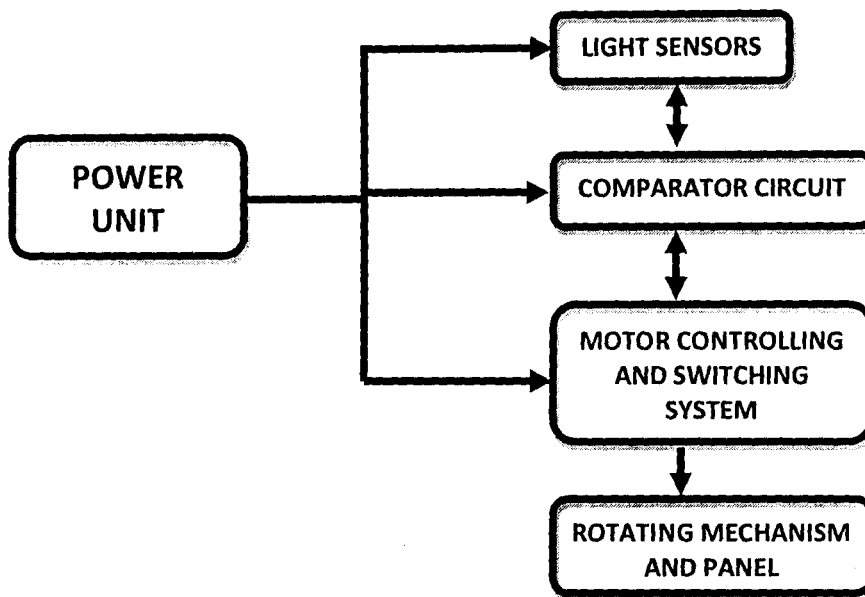 LIGHT SENSORS
POWER
UNIT
COMPARATOR CIRCUIT
MOTOR CONTROLLING
AND SWITCHING
SYSTEM
ROTATING MECHANISM
AND PANEL